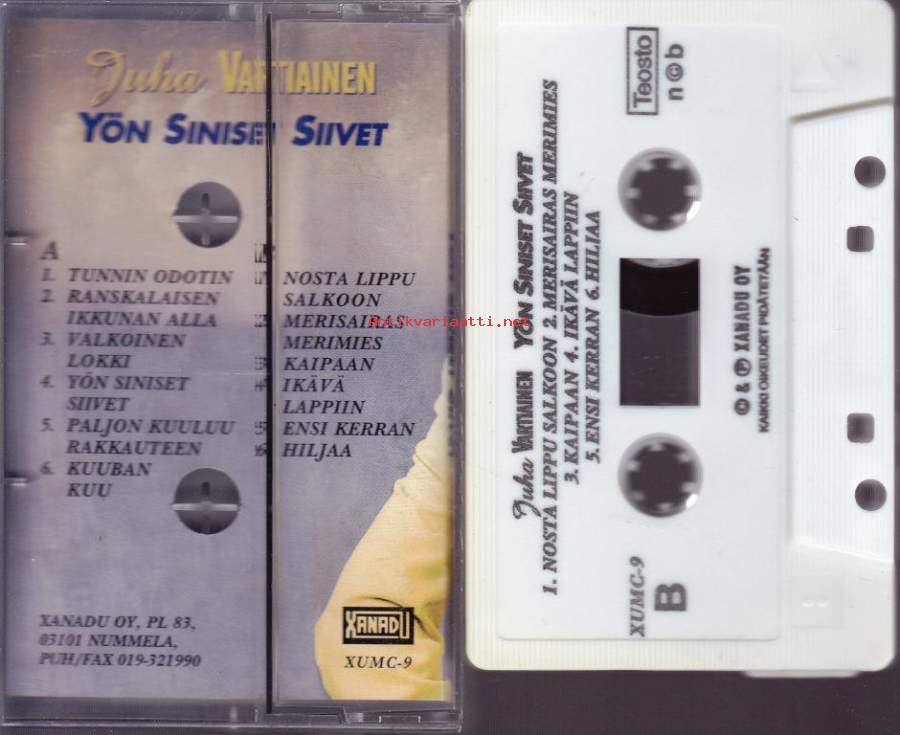 Juha VARTIAINEN
YÖN SINISET SIIVET
A
1. TUNNIN ODOTIN
2. RANSKALAISEN
IKKUNAN ALLA
3. VALKOINEN
LOKKI
4. YÖN SINISET
SIIVET
5. PALJON KUULUU
RAKKAUTEEN
6. KUUBAN
KUU
NOSTA LIPPU
SALKOON
MERISAIRAS
MERIMIES
KAIPAAN
IKÄVÄ
LAPPIIN
ENSI KERRAN
HILJAA
Antikvariantti.net
XANADU OY, PL 83,
03101 NUMMELA,
PUH/FAX 019-321990
XANADU
XUMC-9
Teosto
n©b
Juha VARTIAINEN YÖN SINISET SIIVET
1. NOSTA LIPPU SALKOON 2. MERISAIRAS MERIMIES
3. KAIPAAN 4. IKÄVÄ LAPPIIN
5. ENSI KERRAN 6. HILJAA
© & ℗ XANADU OY
KAIKKI OIKEUDET PIDÄTETÄÄN
XUMC-9
B